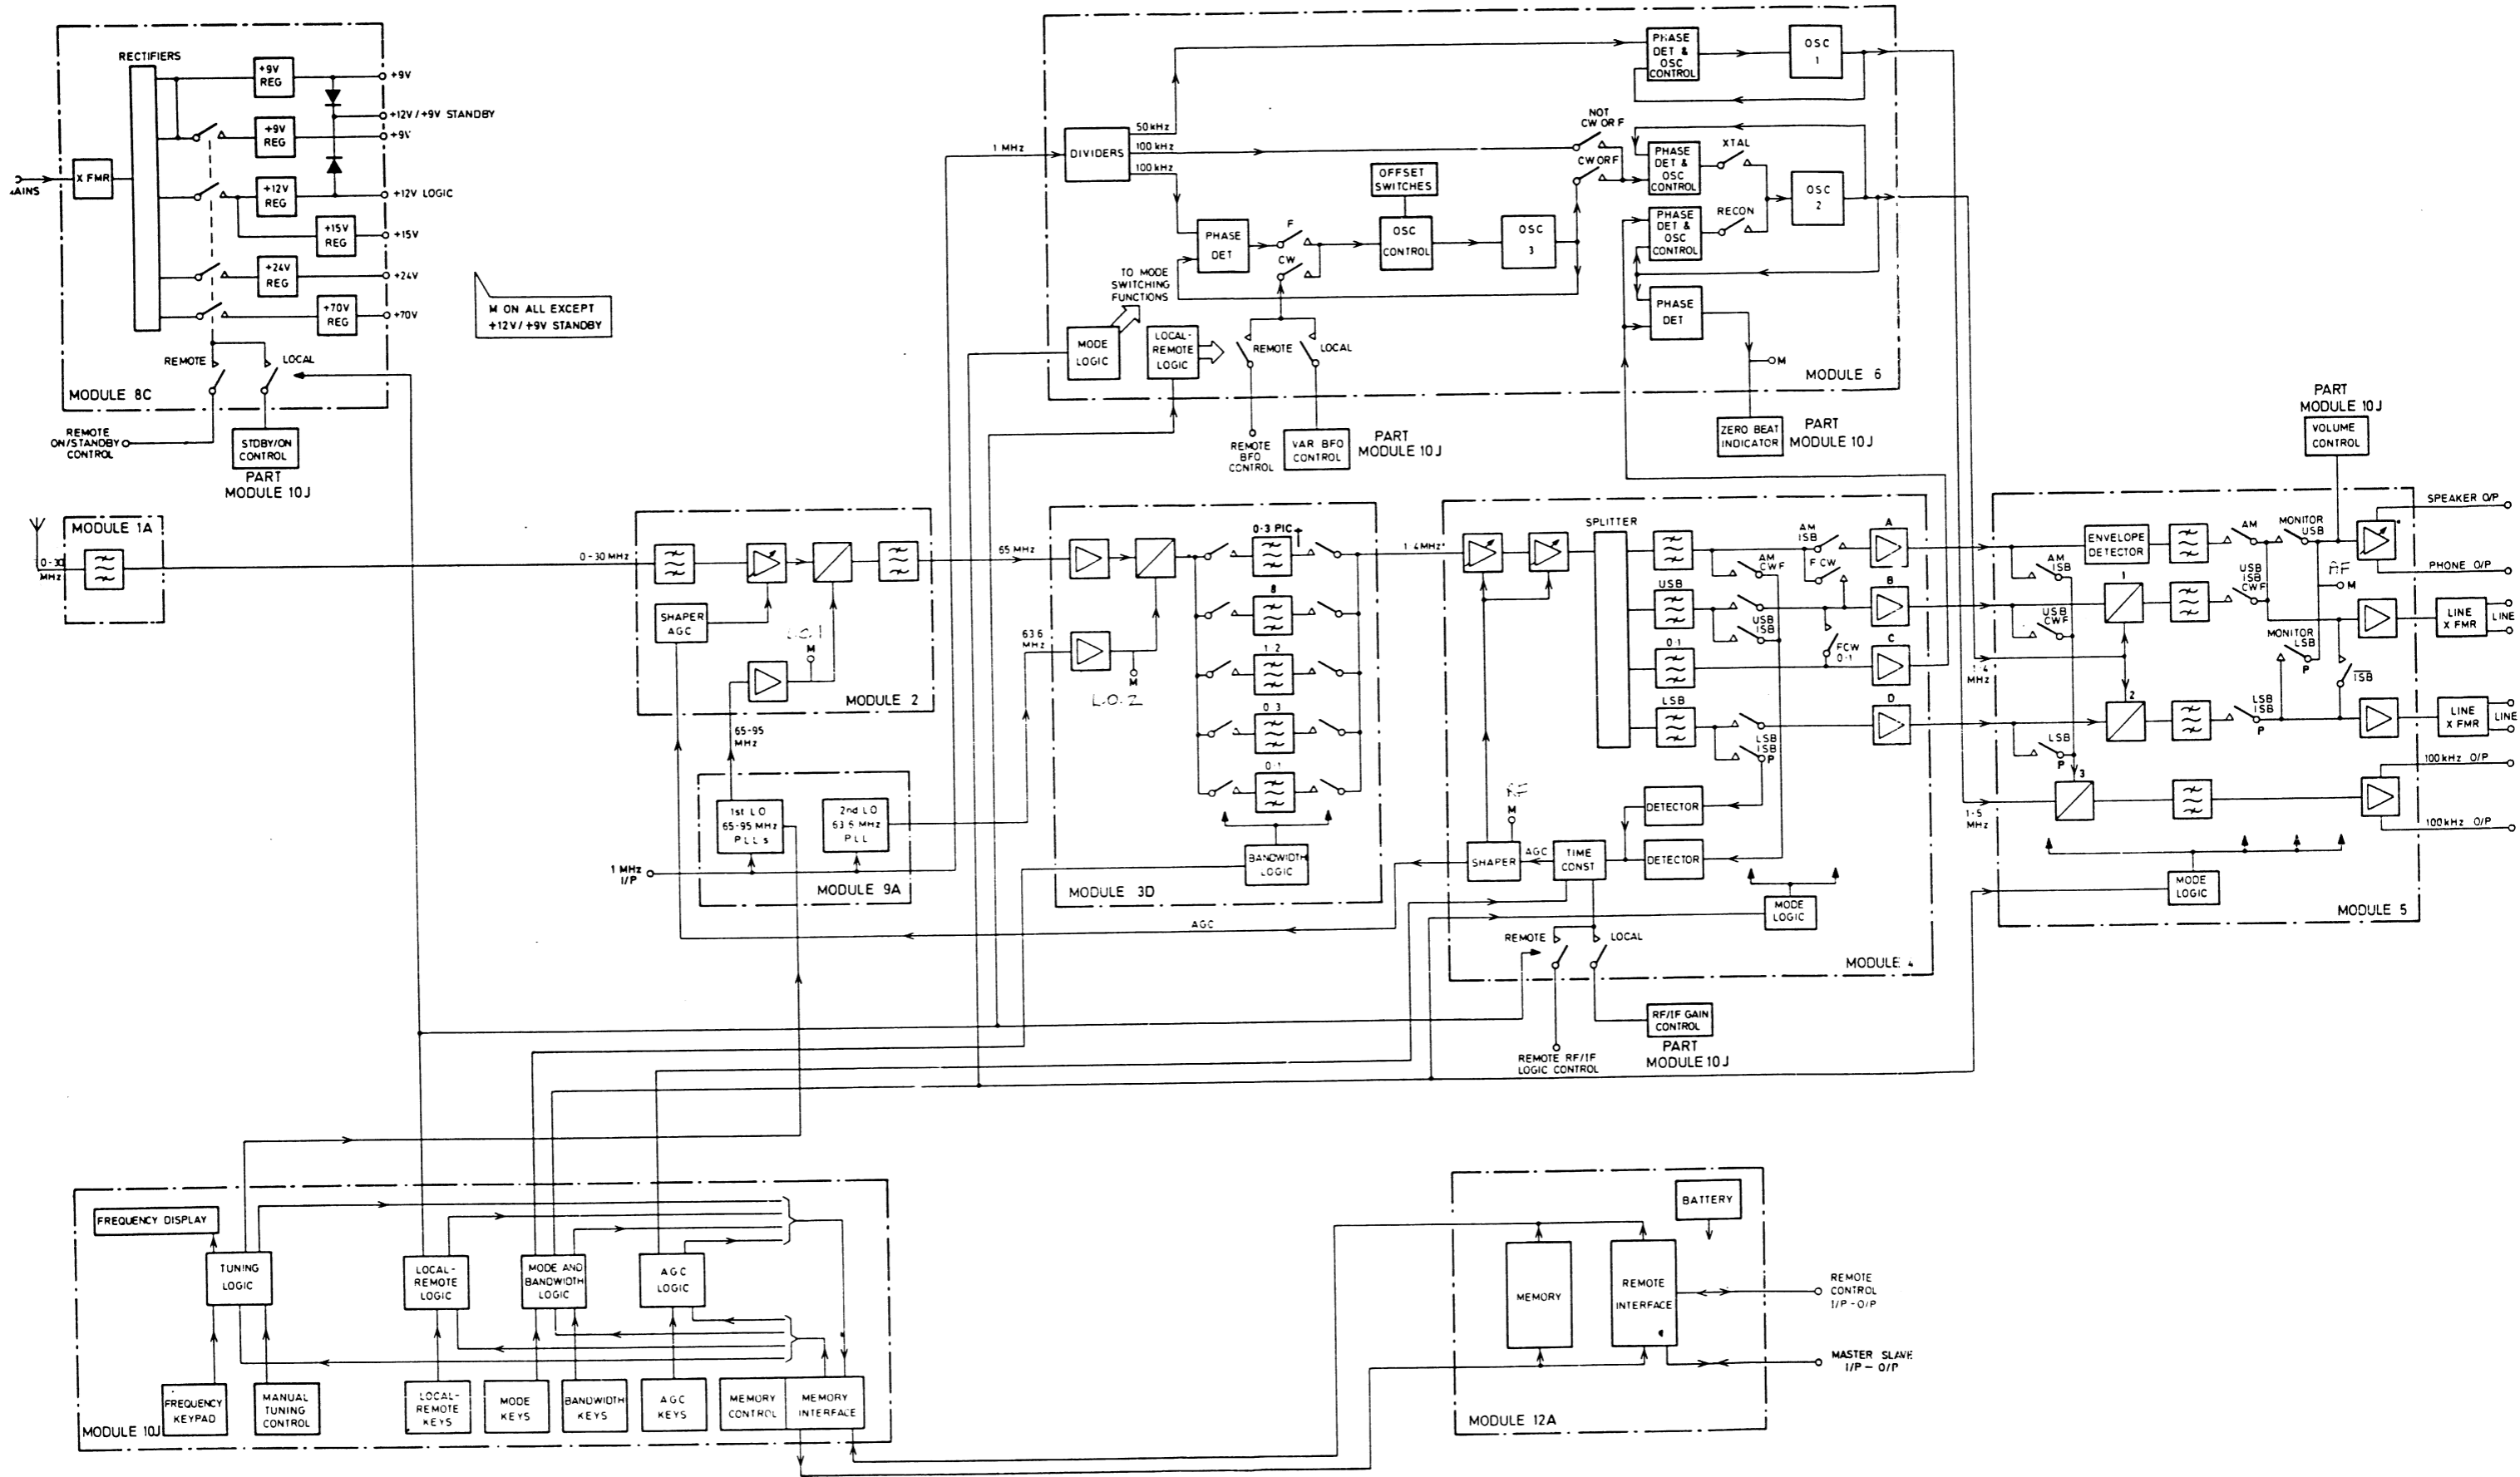 RECTIFIERS
+9V
REG
+9V
+12V/+9V STANDBY
+9V
REG
+9V
X FMR
AINS
+12V
REG
+12V LOGIC
+15V
REG
+15V
+24V
REG
+24V
+70V
REG
+70V
REMOTE
LOCAL
MODULE 8C
M ON ALL EXCEPT
+12V/+9V STANDBY
REMOTE
ON/STANDBY
CONTROL
STDBY/ON
CONTROL
PART
MODULE 10J
MODULE 1A
0-30
MHz
0-30 MHz
SHAPER
AGC
L.O.1
M
MODULE 2
65-95
MHz
1st LO
65-95 MHz
PLLs
2nd LO
63.6 MHz
PLL
1 MHz
I/P
MODULE 9A
AGC
1 MHz
DIVIDERS
50kHz
100 kHz
100 kHz
PHASE
DET &
OSC
CONTROL
OSC
1
NOT
CW OR F
CW OR F
OFFSET
SWITCHES
PHASE
DET &
OSC
CONTROL
XTAL
OSC
2
PHASE
DET
F
CW
OSC
CONTROL
OSC
3
PHASE
DET &
OSC
CONTROL
RECON
TO MODE
SWITCHING
FUNCTIONS
MODE
LOGIC
LOCAL-
REMOTE
LOGIC
REMOTE
LOCAL
PHASE
DET
M
MODULE 6
REMOTE
BFO
CONTROL
VAR BFO
CONTROL
PART
MODULE 10J
ZERO BEAT
INDICATOR
PART
MODULE 10J
65 MHz
63.6
MHz
M
L.O.2
0·3 PIC
8
1·2
0·3
0·1
BANDWIDTH
LOGIC
MODULE 3D
1·4MHz
SPLITTER
USB
0·1
LSB
AM
ISB
F CW
AM
CWF
USB
ISB
FCW
0·1
LSB
ISB
P
A
B
C
D
RF
M
DETECTOR
SHAPER
AGC
TIME
CONST
DETECTOR
MODE
LOGIC
REMOTE
LOCAL
MODULE 4
REMOTE RF/IF
LOGIC CONTROL
RF/IF GAIN
CONTROL
PART
MODULE 10J
PART
MODULE 10J
VOLUME
CONTROL
ENVELOPE
DETECTOR
AM
MONITOR
USB
SPEAKER O/P
PHONE O/P
AM
ISB
1
USB
ISB
CWF
AF
M
USB
CWF
LINE
X FMR
LINE
MONITOR
LSB
P
1·4
MHz
ISB
2
LSB
ISB
P
LINE
X FMR
LINE
LSB
P
3
1·5
MHz
100kHz O/P
100kHz O/P
MODE
LOGIC
MODULE 5
FREQUENCY DISPLAY
TUNING
LOGIC
LOCAL-
REMOTE
LOGIC
MODE AND
BANDWIDTH
LOGIC
AGC
LOGIC
FREQUENCY
KEYPAD
MANUAL
TUNING
CONTROL
LOCAL-
REMOTE
KEYS
MODE
KEYS
BANDWIDTH
KEYS
AGC
KEYS
MEMORY
CONTROL
MEMORY
INTERFACE
MODULE 10J
BATTERY
MEMORY
REMOTE
INTERFACE
REMOTE
CONTROL
I/P-O/P
MASTER SLAVE
I/P - O/P
MODULE 12A